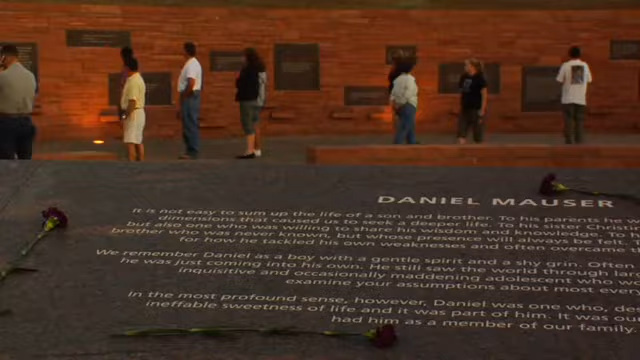 DANIEL MAUSER
It is not easy to sum up the life of a son and brother. To his parents he w
dimensions that caused us to seek a deeper life. To his sister Christin
but also one who was willing to share his wisdom and knowledge. To h
brother who was never known, but whose presence will always be felt.
for how he tackled his own weaknesses and often overcame
We remember Daniel as a boy with a gentle spirit and a shy grin. Often
he was just coming into his own. He still saw the world through
inquisitive and occasionally maddening adolescent who wo
examine your assumptions about most every
In the most profound sense, however, Daniel was one who, des
ineffable sweetness of life and it was part of him. It was our
had him as a member of our family.